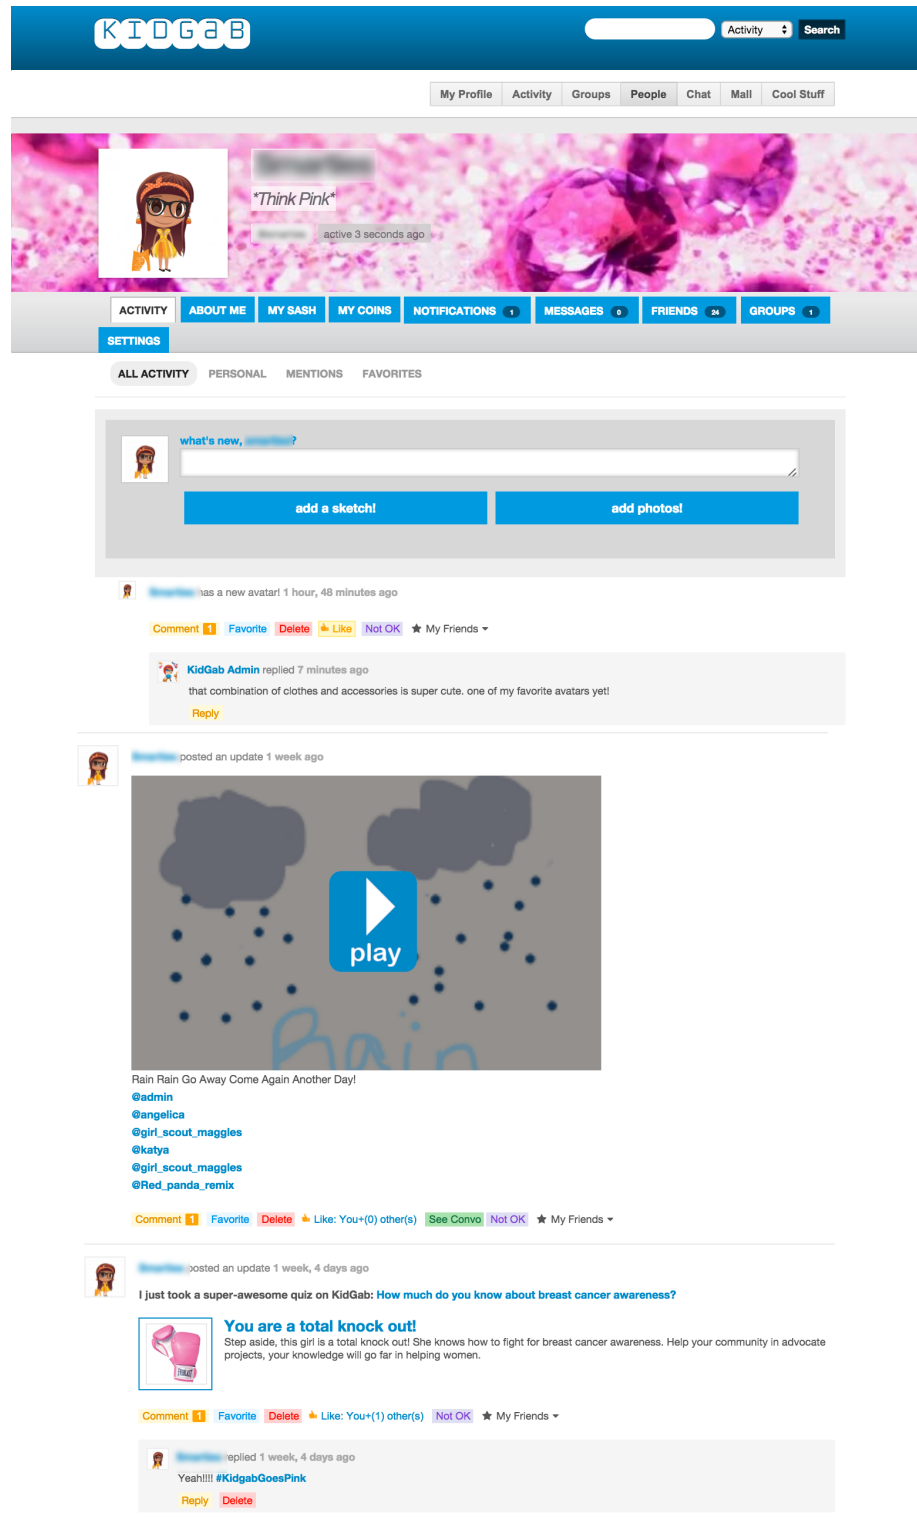 KIDGaB
Activity Search
My Profile Activity Groups People Chat Mall Cool Stuff
*Think Pink*
active 3 seconds ago
ACTIVITY ABOUT ME MY SASH MY COINS NOTIFICATIONS 1 MESSAGES 0 FRIENDS 24 GROUPS 1
SETTINGS
ALL ACTIVITY PERSONAL MENTIONS FAVORITES
what's new, ?
add a sketch! add photos!
has a new avatar! 1 hour, 48 minutes ago
Comment 1 Favorite Delete Like Not OK My Friends
KidGab Admin replied 7 minutes ago
that combination of clothes and accessories is super cute. one of my favorite avatars yet!
Reply
posted an update 1 week ago
play
Rain
Rain Rain Go Away Come Again Another Day!
@admin
@angelica
@girl_scout_maggles
@katya
@girl_scout_maggles
@Red_panda_remix
Comment 1 Favorite Delete Like: You+(0) other(s) See Convo Not OK My Friends
posted an update 1 week, 4 days ago
I just took a super-awesome quiz on KidGab: How much do you know about breast cancer awareness?
You are a total knock out!
Step aside, this girl is a total knock out! She knows how to fight for breast cancer awareness. Help your community in advocate
projects, your knowledge will go far in helping women.
EVERLAST
Comment 1 Favorite Delete Like: You+(1) other(s) Not OK My Friends
replied 1 week, 4 days ago
Yeah!!!! #KidgabGoesPink
Reply Delete